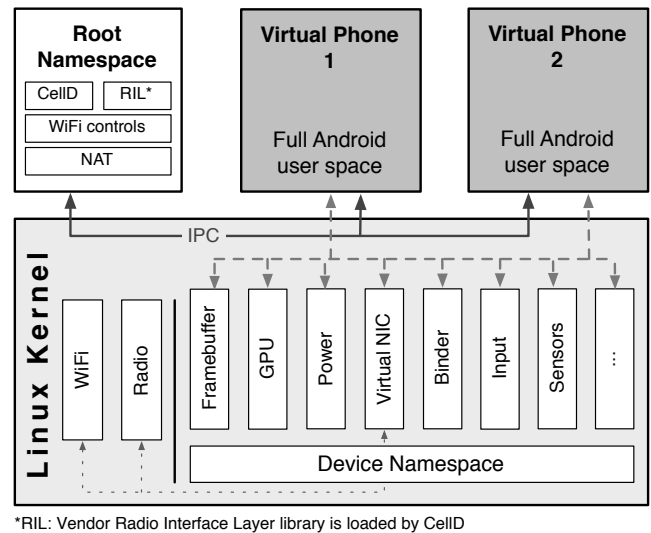 Root
Namespace
CellD
RIL*
WiFi controls
NAT
Virtual Phone
1
Full Android
user space
Virtual Phone
2
Full Android
user space
IPC
Linux Kernel
WiFi
Radio
Framebuffer
GPU
Power
Virtual NIC
Binder
Input
Sensors
...
Device Namespace
*RIL: Vendor Radio Interface Layer library is loaded by CellD